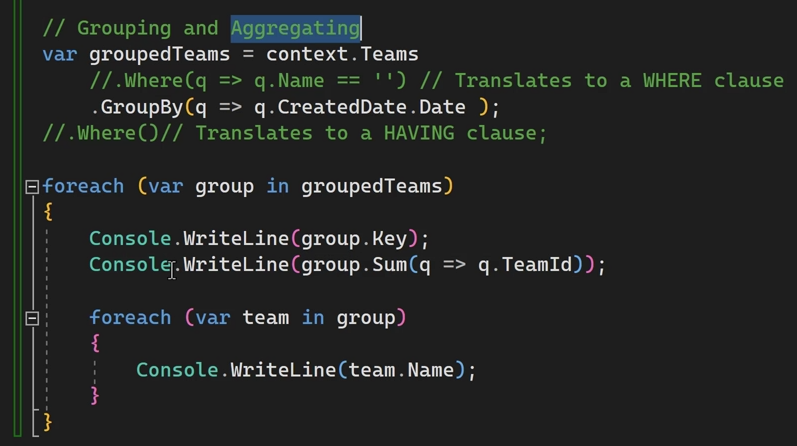 // Grouping and Aggregating
var groupedTeams = context.Teams
//.Where(q => q.Name == '') // Translates to a WHERE clause
.GroupBy(q => q.CreatedDate.Date );
//.Where()// Translates to a HAVING clause;
foreach (var group in groupedTeams)
{
Console.WriteLine(group.Key);
Console.WriteLine(group.Sum(q => q.TeamId));
foreach (var team in group)
{
Console.WriteLine(team.Name);
}
}